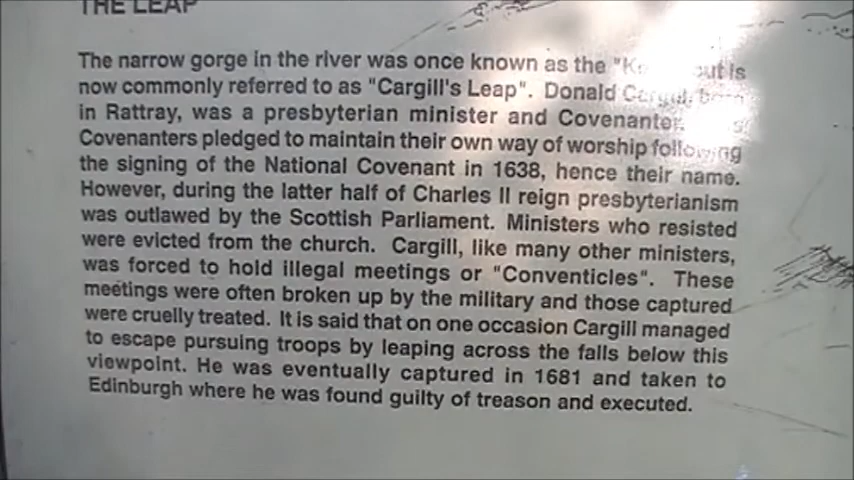 THE LEAP
The narrow gorge in the river was once known as the is
now commonly referred to as "Cargill's Leap". Donald Cargill, born
in Rattray, was a presbyterian minister and Covenanter.
Covenanters pledged to maintain their own way of worship following
the signing of the National Covenant in 1638, hence their name.
However, during the latter half of Charles II reign presbyterianism
was outlawed by the Scottish Parliament. Ministers who resisted
were evicted from the church. Cargill, like many other ministers,
was forced to hold illegal meetings or "Conventicles". These
meetings were often broken up by the military and those captured
were cruelly treated. It is said that on one occasion Cargill managed
to escape pursuing troops by leaping across the falls below this
viewpoint. He was eventually captured in 1681 and taken to
Edinburgh where he was found guilty of treason and executed.